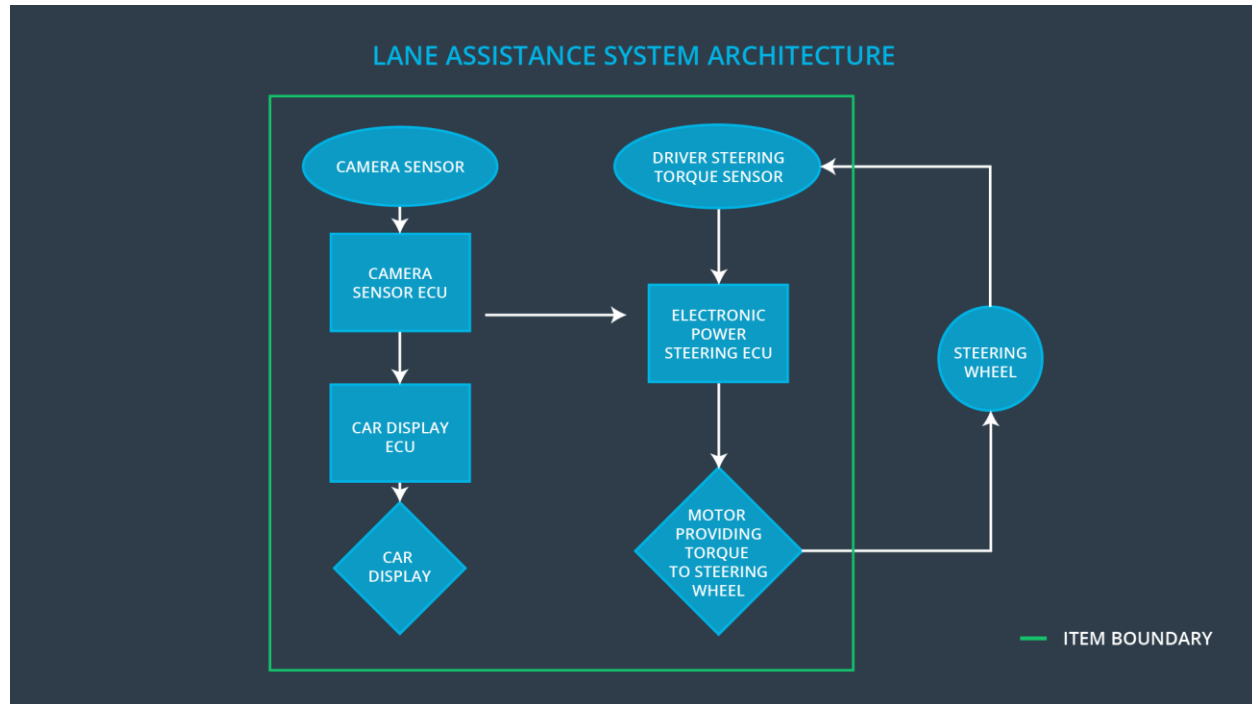 LANE ASSISTANCE SYSTEM ARCHITECTURE
CAMERA SENSOR
DRIVER STEERING
TORQUE SENSOR
CAMERA
SENSOR ECU
ELECTRONIC
POWER
STEERING ECU
STEERING
WHEEL
CAR DISPLAY
ECU
MOTOR
PROVIDING
TORQUE
TO STEERING
WHEEL
CAR
DISPLAY
ITEM BOUNDARY